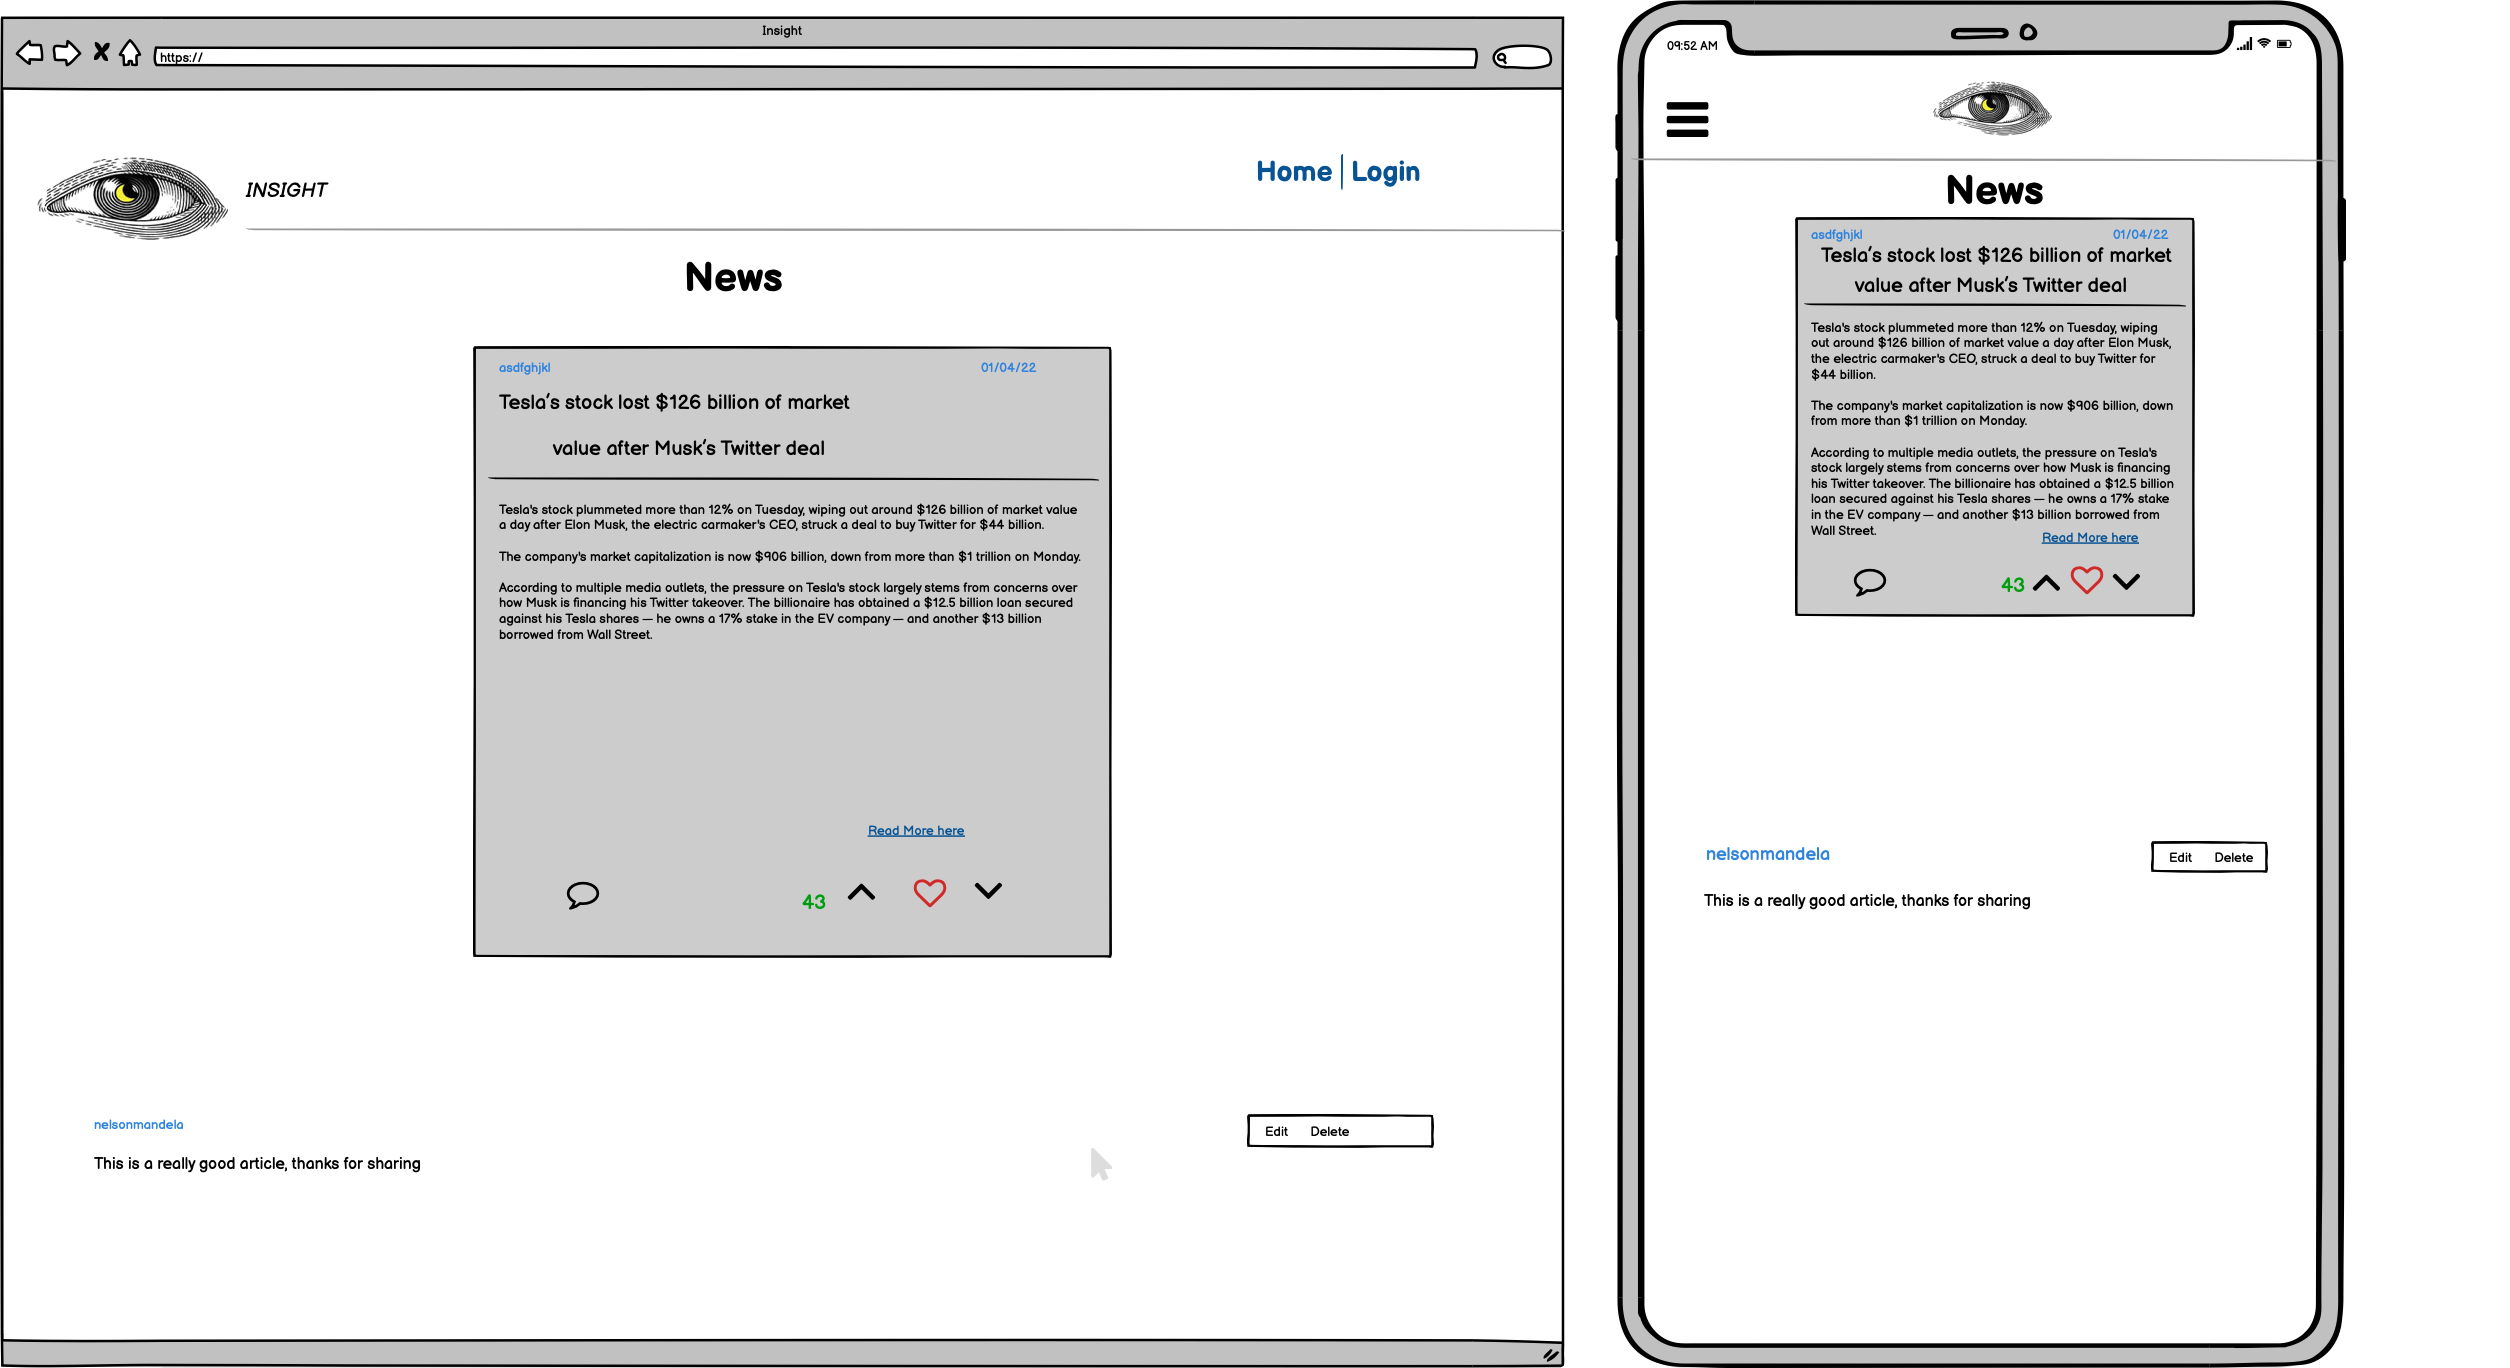 Insight
https://
INSIGHT
Home | Login
News
asdfghjkl 01/04/22
Tesla's stock lost $126 billion of market
value after Musk's Twitter deal
Tesla's stock plummeted more than 12% on Tuesday, wiping out around $126 billion of market value
a day after Elon Musk, the electric carmaker's CEO, struck a deal to buy Twitter for $44 billion.
The company's market capitalization is now $906 billion, down from more than $1 trillion on Monday.
According to multiple media outlets, the pressure on Tesla's stock largely stems from concerns over
how Musk is financing his Twitter takeover. The billionaire has obtained a $12.5 billion loan secured
against his Tesla shares — he owns a 17% stake in the EV company — and another $13 billion
borrowed from Wall Street.
Read More here
43
nelsonmandela
Edit Delete
This is a really good article, thanks for sharing
09:52 AM
News
asdfghjkl 01/04/22
Tesla's stock lost $126 billion of market
value after Musk's Twitter deal
Tesla's stock plummeted more than 12% on Tuesday, wiping
out around $126 billion of market value a day after Elon Musk,
the electric carmaker's CEO, struck a deal to buy Twitter for
$44 billion.
The company's market capitalization is now $906 billion, down
from more than $1 trillion on Monday.
According to multiple media outlets, the pressure on Tesla's
stock largely stems from concerns over how Musk is financing
his Twitter takeover. The billionaire has obtained a $12.5 billion
loan secured against his Tesla shares — he owns a 17% stake
in the EV company — and another $13 billion borrowed from
Wall Street.
Read More here
43
nelsonmandela
Edit Delete
This is a really good article, thanks for sharing